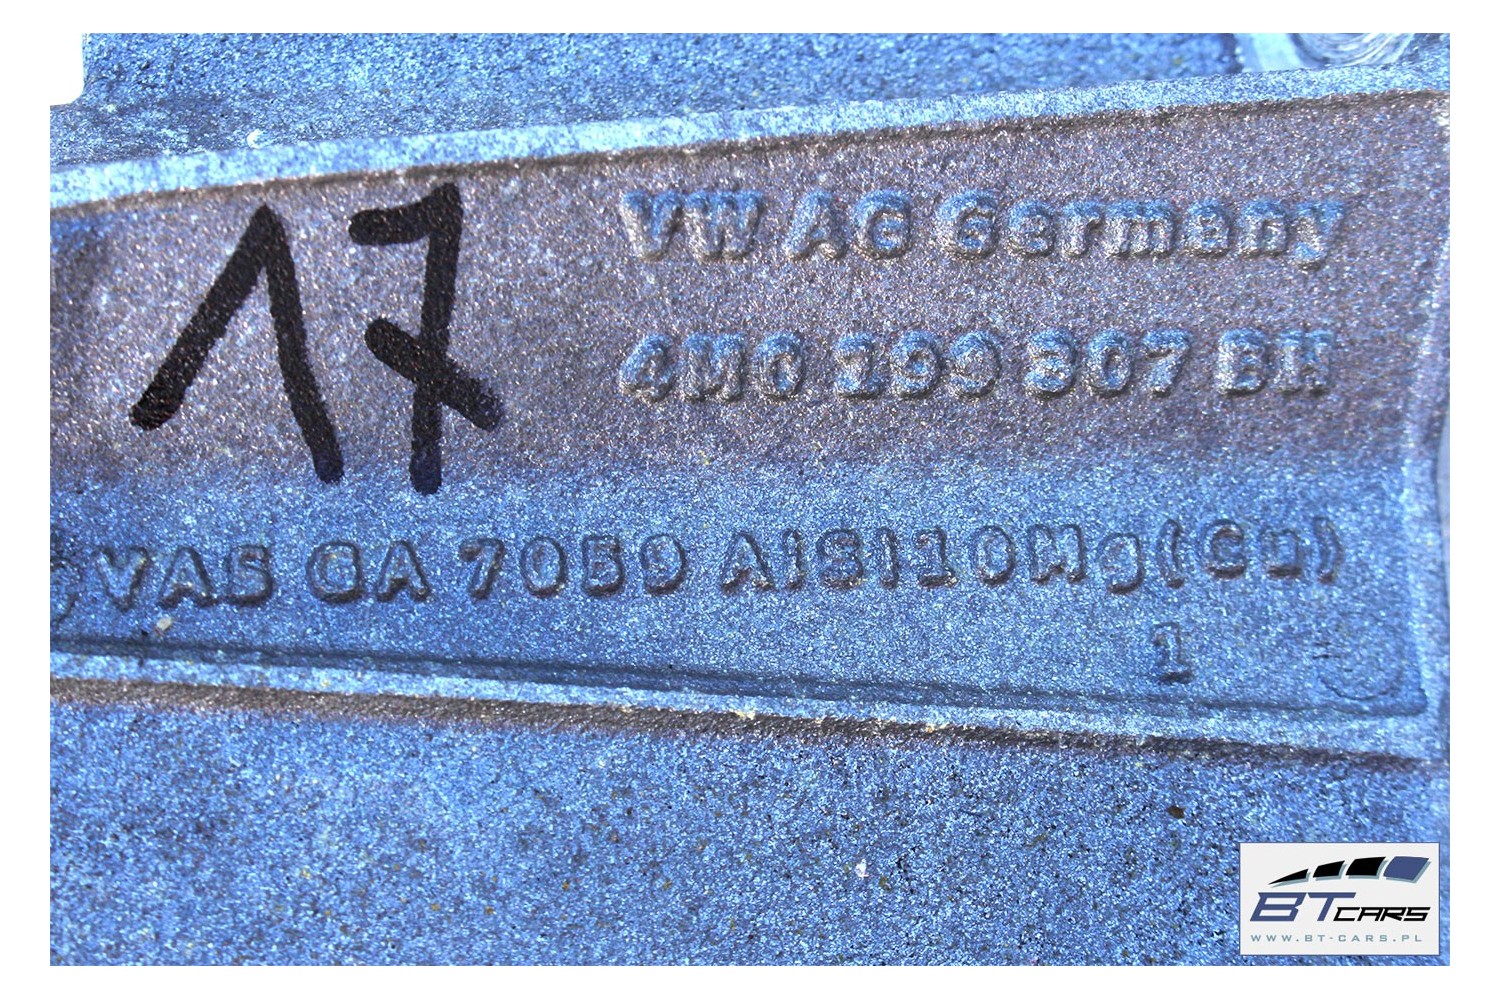 17
VW AG Germany
4M0 199 307 BH
VAS GA 7059 AlSi10Mg(Cu)
1
BT CARS
WWW.BT-CARS.PL